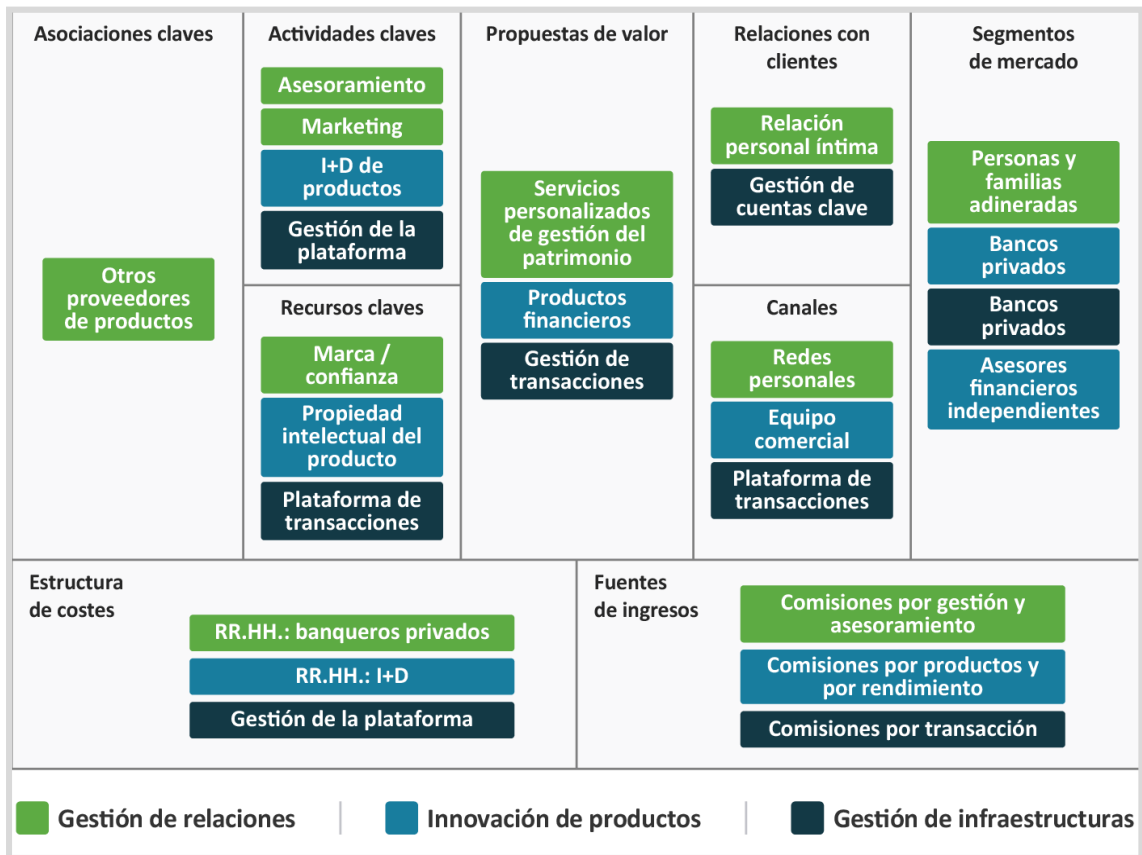 Asociaciones claves
Otros
proveedores
de productos
Actividades claves
Asesoramiento
Marketing
I+D de
productos
Gestión de la
plataforma
Recursos claves
Marca /
confianza
Propiedad
intelectual del
producto
Plataforma de
transacciones
Propuestas de valor
Servicios
personalizados
de gestión del
patrimonio
Productos
financieros
Gestión de
transacciones
Relaciones con
clientes
Relación
personal íntima
Gestión de
cuentas clave
Canales
Redes
personales
Equipo
comercial
Plataforma de
transacciones
Segmentos
de mercado
Personas y
familias
adineradas
Bancos
privados
Bancos
privados
Asesores
financieros
independientes
Estructura
de costes
RR.HH.: banqueros privados
RR.HH.: I+D
Gestión de la plataforma
Fuentes
de ingresos
Comisiones por gestión y
asesoramiento
Comisiones por productos y
por rendimiento
Comisiones por transacción
Gestión de relaciones
Innovación de productos
Gestión de infraestructuras